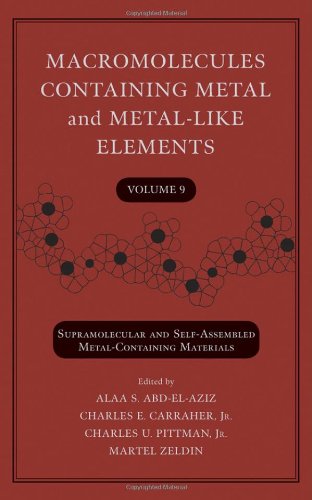 MACROMOLECULES
CONTAINING METAL
and METAL-LIKE
ELEMENTS
VOLUME 9
SUPRAMOLECULAR AND SELF-ASSEMBLED
METAL-CONTAINING MATERIALS
Edited by
ALAA S. ABD-EL-AZIZ
CHARLES E. CARRAHER, JR.
CHARLES U. PITTMAN, JR.
MARTEL ZELDIN